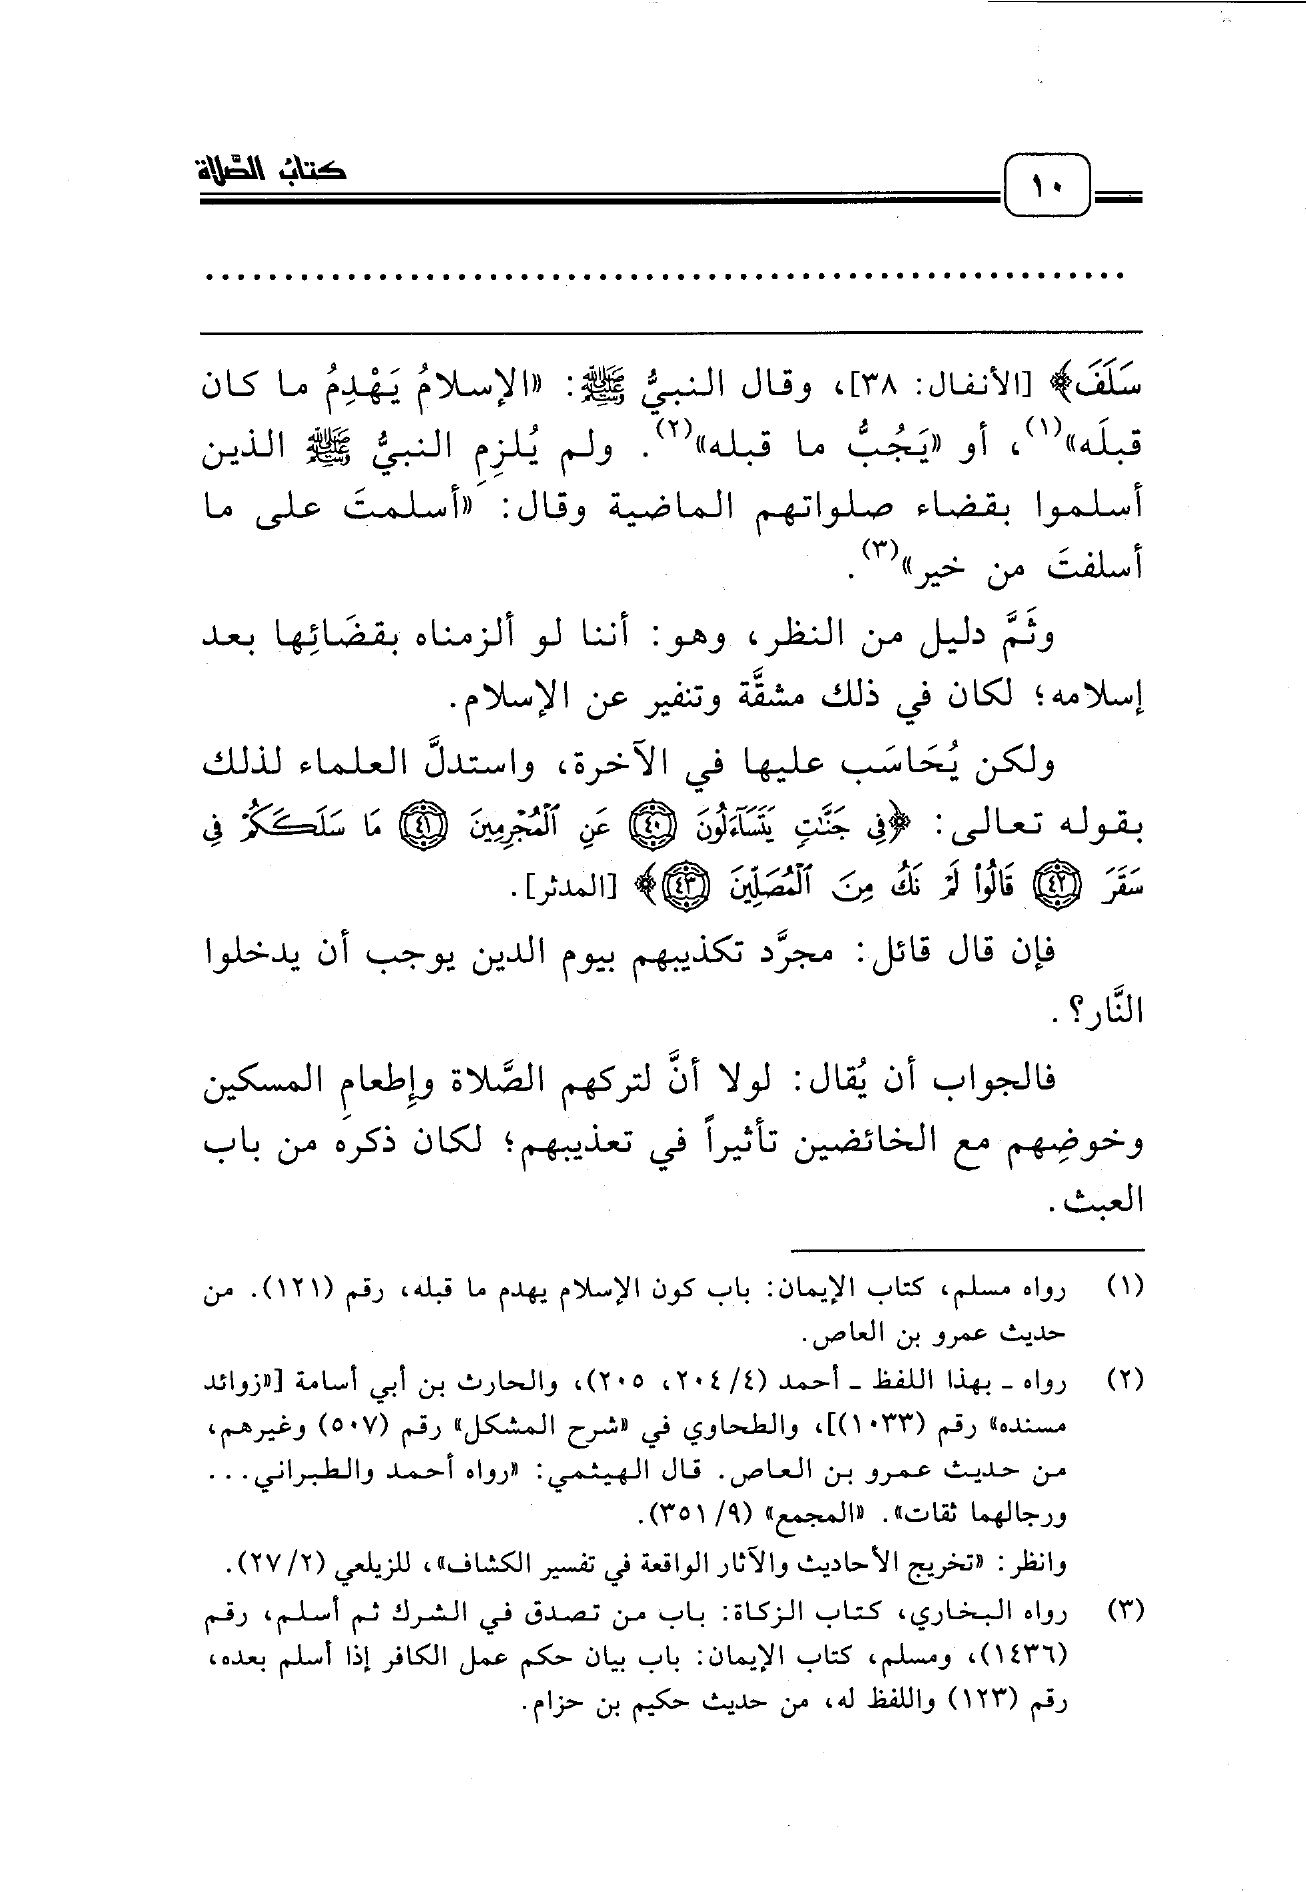 ١٠
كتابُ الصَّلاة
سَلَفَ﴾ [الأنفال: ٣٨]، وقال النبيُّ ﷺ: «الإسلامُ يَهْدِمُ ما كان
قبلَه»(١)، أو «يَجُبُّ ما قبله»(٢). ولم يُلزِمِ النبيُّ ﷺ الذين
أسلموا بقضاء صلواتهم الماضية وقال: «أسلمتَ على ما
أسلفتَ من خير»(٣).
وثَمَّ دليل من النظر، وهو: أننا لو ألزمناه بقضَائِها بعد
إسلامه؛ لكان في ذلك مشقَّة وتنفير عن الإسلام.
ولكن يُحَاسَب عليها في الآخرة، واستدلَّ العلماء لذلك
بقوله تعالى: ﴿فِي جَنَّٰتٍ يَتَسَآءَلُونَ ٤٠ عَنِ ٱلْمُجْرِمِينَ ٤١ مَا سَلَكَكُمْ فِي
سَقَرَ ٤٢ قَالُوا۟ لَمْ نَكُ مِنَ ٱلْمُصَلِّينَ ٤٣﴾ [المدثر].
فإن قال قائل: مجرَّد تكذيبهم بيوم الدين يوجب أن يدخلوا
النَّار؟.
فالجواب أن يُقال: لولا أنَّ لتركهم الصَّلاة وإطعامِ المسكين
وخوضِهم مع الخائضين تأثيراً في تعذيبهم؛ لكان ذكره من باب
العبث.
(١) رواه مسلم، كتاب الإيمان: باب كون الإسلام يهدم ما قبله، رقم (١٢١). من
حديث عمرو بن العاص.
(٢) رواه ـ بهذا اللفظ ـ أحمد (٢٠٤/٤، ٢٠٥)، والحارث بن أبي أسامة [«زوائد
مسنده» رقم (١٠٣٣)]، والطحاوي في «شرح المشكل» رقم (٥٠٧) وغيرهم،
من حديث عمرو بن العاص. قال الهيثمي: «رواه أحمد والطبراني...
ورجالهما ثقات». «المجمع» (٣٥١/٩).
وانظر: «تخريج الأحاديث والآثار الواقعة في تفسير الكشاف»، للزيلعي (٢٧/٢).
(٣) رواه البخاري، كتاب الزكاة: باب من تصدق في الشرك ثم أسلم، رقم
(١٤٣٦)، ومسلم، كتاب الإيمان: باب بيان حكم عمل الكافر إذا أسلم بعده،
رقم (١٢٣) واللفظ له، من حديث حكيم بن حزام.